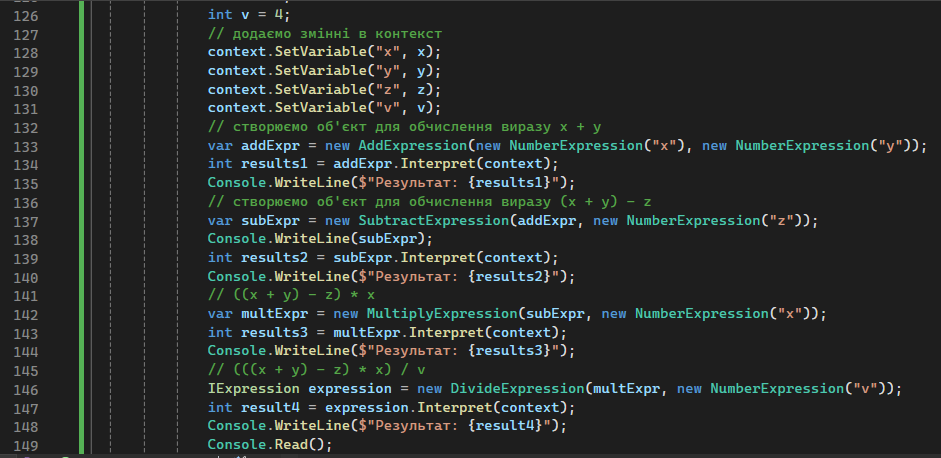 126 int v = 4;
127 // додаємо змінні в контекст
128 context.SetVariable("x", x);
129 context.SetVariable("y", y);
130 context.SetVariable("z", z);
131 context.SetVariable("v", v);
132 // створюємо об'єкт для обчислення виразу x + y
133 var addExpr = new AddExpression(new NumberExpression("x"), new NumberExpression("y"));
134 int results1 = addExpr.Interpret(context);
135 Console.WriteLine($"Результат: {results1}");
136 // створюємо об'єкт для обчислення виразу (x + y) - z
137 var subExpr = new SubtractExpression(addExpr, new NumberExpression("z"));
138 Console.WriteLine(subExpr);
139 int results2 = subExpr.Interpret(context);
140 Console.WriteLine($"Результат: {results2}");
141 // ((x + y) - z) * x
142 var multExpr = new MultiplyExpression(subExpr, new NumberExpression("x"));
143 int results3 = multExpr.Interpret(context);
144 Console.WriteLine($"Результат: {results3}");
145 // (((x + y) - z) * x) / v
146 IExpression expression = new DivideExpression(multExpr, new NumberExpression("v"));
147 int result4 = expression.Interpret(context);
148 Console.WriteLine($"Результат: {result4}");
149 Console.Read();